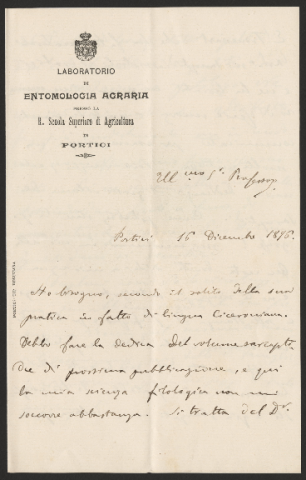 LABORATORIO
DI
ENTOMOLOGIA AGRARIA
PRESSO LA
R. Scuola Superiore di Agricoltura
IN
PORTICI
Ill.mo S.r Professore
Portici 16 Dicembre 1895.
Ho bisogno, secondo il solito della sua
pratica in fatto di lingua Ciceroniana.
Debbo fare la dedica del volume
di prossima pubblicazione, e qui
la mia scienza filologica non mi
soccorre abbastanza. Si tratta del D.r